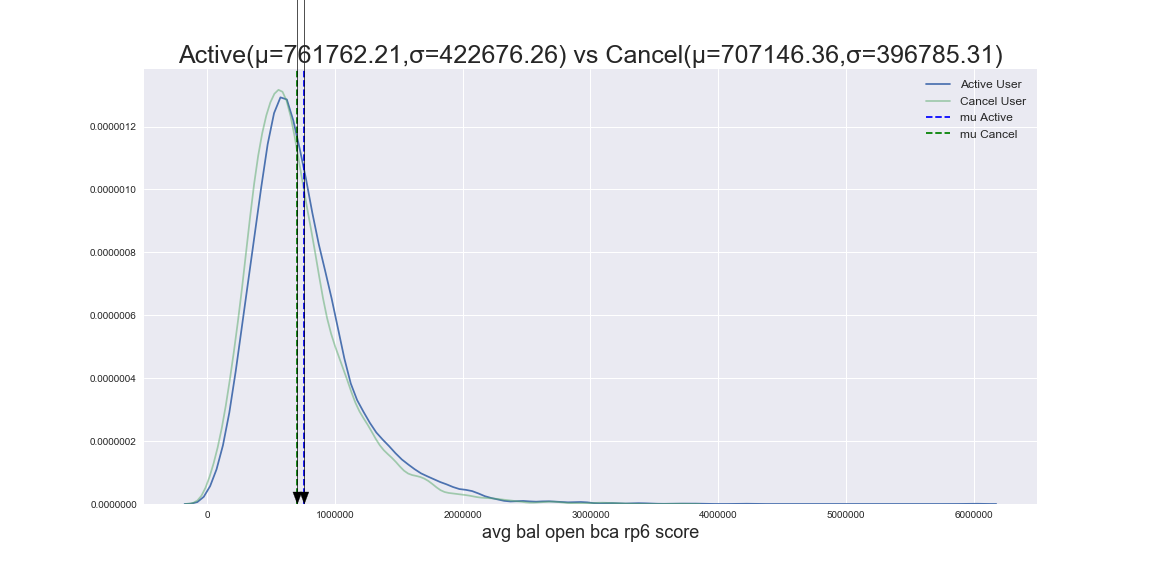 Active(μ=761762.21,σ=422676.26) vs Cancel(μ=707146.36,σ=396785.31)
Active User
Cancel User
mu Active
mu Cancel
0.0000012
0.0000010
0.0000008
0.0000006
0.0000004
0.0000002
0.0000000
0 1000000 2000000 3000000 4000000 5000000 6000000
avg bal open bca rp6 score